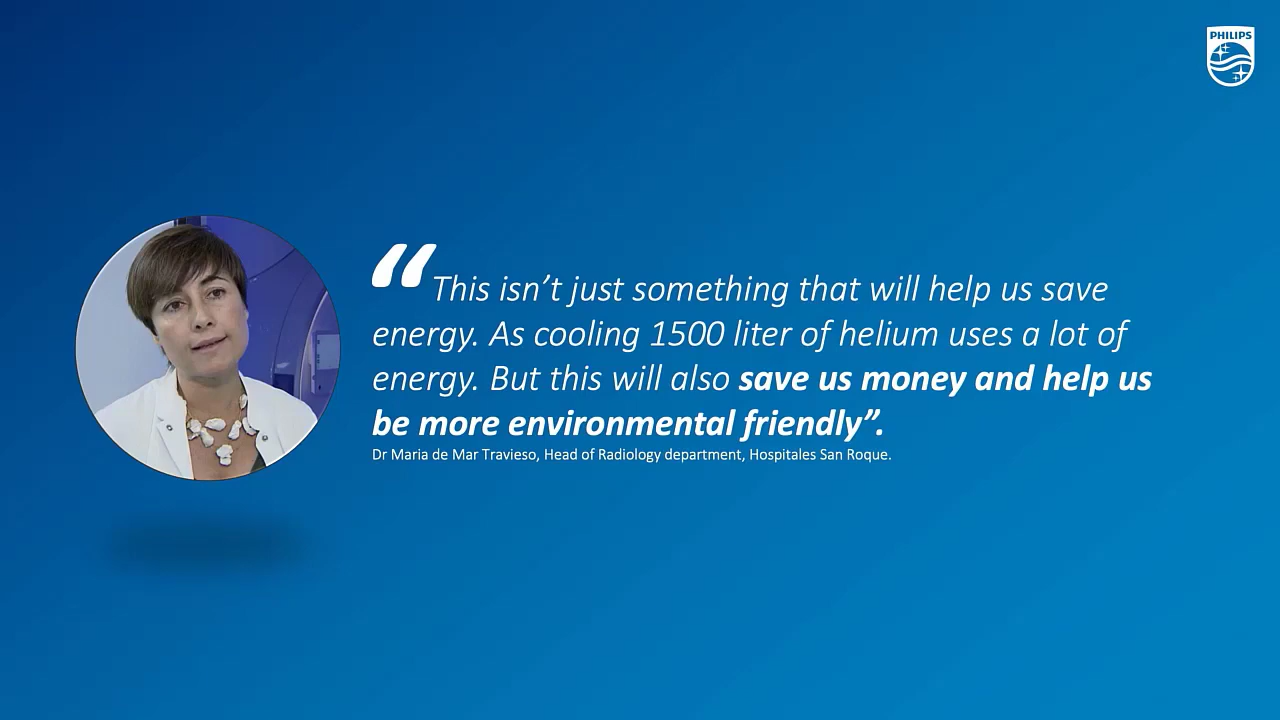 PHILIPS
“This isn’t just something that will help us save
energy. As cooling 1500 liter of helium uses a lot of
energy. But this will also save us money and help us
be more environmental friendly”.
Dr Maria de Mar Travieso, Head of Radiology department, Hospitales San Roque.